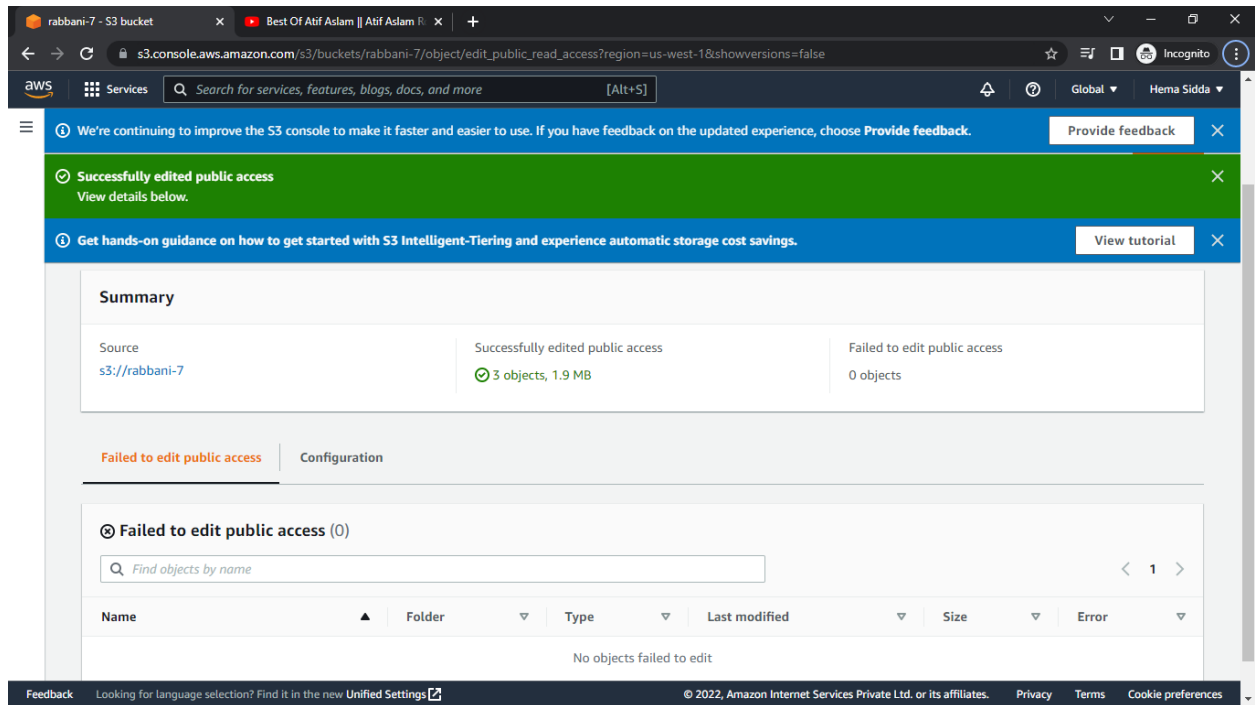 rabbani-7 - S3 bucket
Best Of Atif Aslam || Atif Aslam R
s3.console.aws.amazon.com/s3/buckets/rabbani-7/object/edit_public_read_access?region=us-west-1&showversions=false
Incognito
aws
Services
Search for services, features, blogs, docs, and more
[Alt+S]
Global
Hema Sidda
We're continuing to improve the S3 console to make it faster and easier to use. If you have feedback on the updated experience, choose Provide feedback.
Provide feedback
Successfully edited public access
View details below.
Get hands-on guidance on how to get started with S3 Intelligent-Tiering and experience automatic storage cost savings.
View tutorial
Summary
Source
s3://rabbani-7
Successfully edited public access
3 objects, 1.9 MB
Failed to edit public access
0 objects
Failed to edit public access
Configuration
Failed to edit public access (0)
Find objects by name
1
Name Folder Type Last modified Size Error
No objects failed to edit
Feedback Looking for language selection? Find it in the new Unified Settings © 2022, Amazon Internet Services Private Ltd. or its affiliates. Privacy Terms Cookie preferences